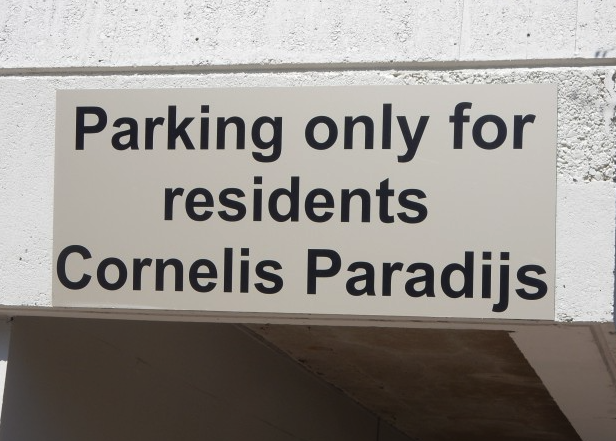 Parking only for
residents
Cornelis Paradijs